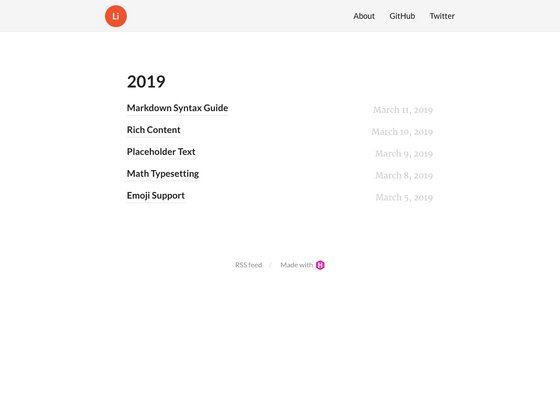 Li About GitHub Twitter
2019
Markdown Syntax Guide March 11, 2019
Rich Content March 10, 2019
Placeholder Text March 9, 2019
Math Typesetting March 8, 2019
Emoji Support March 5, 2019
RSS feed / Made with H